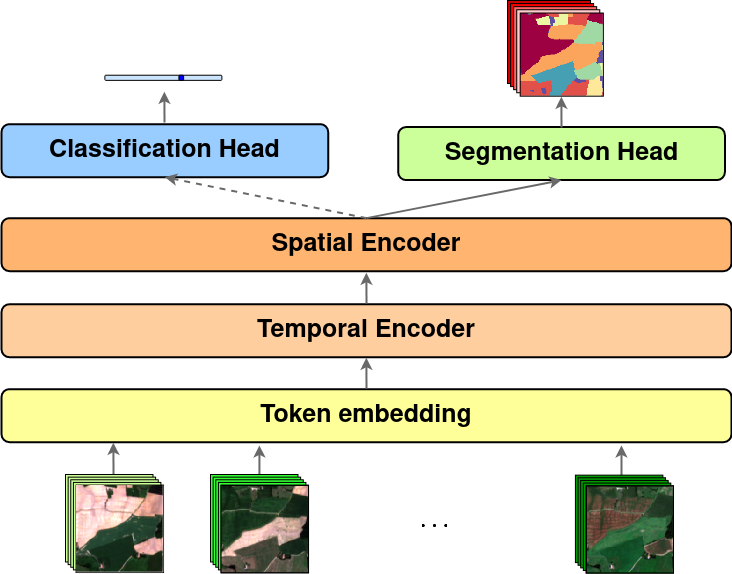 Classification Head
Segmentation Head
Spatial Encoder
Temporal Encoder
Token embedding
...